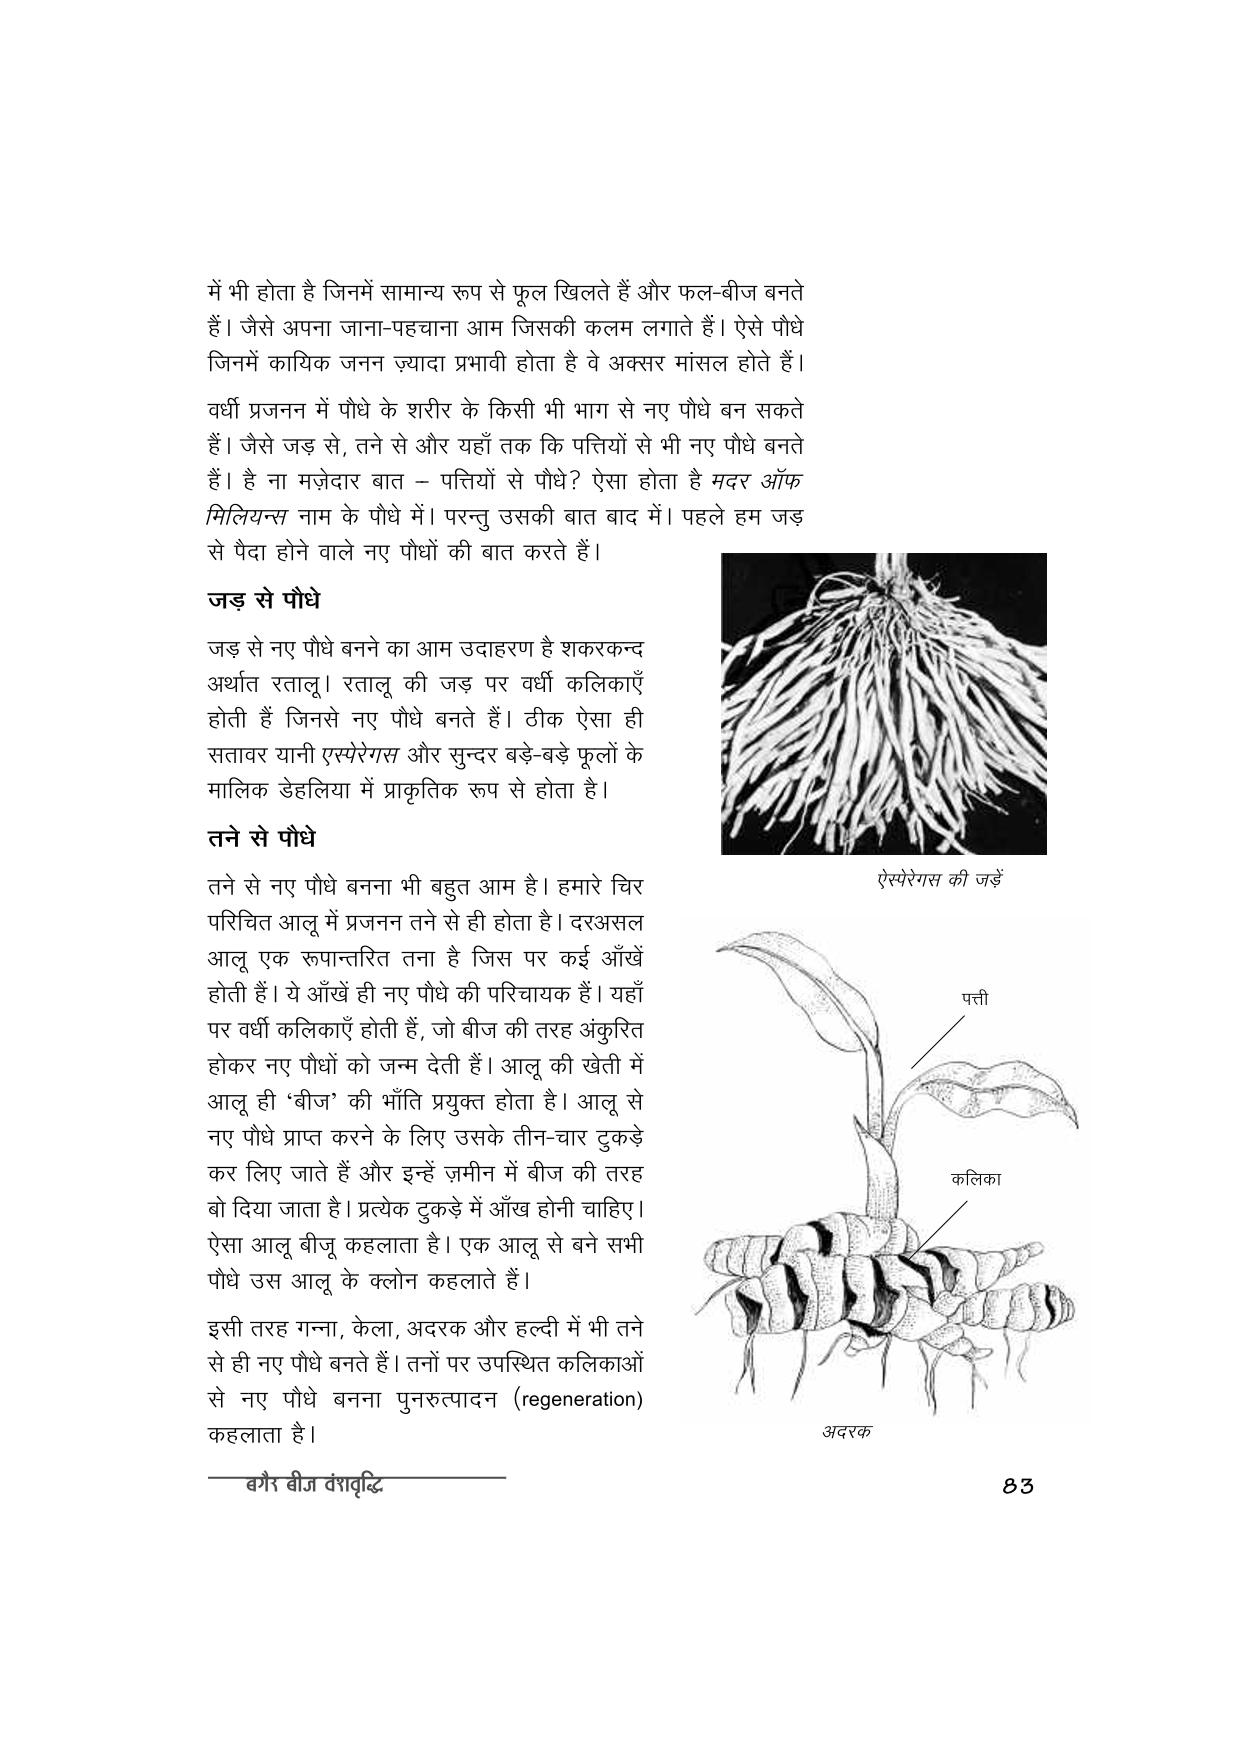 में भी होता है जिनमें सामान्य रूप से फूल खिलते हैं और फल-बीज बनते
हैं। जैसे अपना जाना-पहचाना आम जिसकी कलम लगाते हैं। ऐसे पौधे
जिनमें कायिक जनन ज़्यादा प्रभावी होता है वे अक्सर मांसल होते हैं।
वर्धी प्रजनन में पौधे के शरीर के किसी भी भाग से नए पौधे बन सकते
हैं। जैसे जड़ से, तने से और यहाँ तक कि पत्तियों से भी नए पौधे बनते
हैं। है ना मज़ेदार बात – पत्तियों से पौधे? ऐसा होता है मदर ऑफ
मिलियन्स नाम के पौधे में। परन्तु उसकी बात बाद में। पहले हम जड़
से पैदा होने वाले नए पौधों की बात करते हैं।
जड़ से पौधे
जड़ से नए पौधे बनने का आम उदाहरण है शकरकन्द
अर्थात रतालू। रतालू की जड़ पर वर्धी कलिकाएँ
होती हैं जिनसे नए पौधे बनते हैं। ठीक ऐसा ही
सतावर यानी एस्पेरेगस और सुन्दर बड़े-बड़े फूलों के
मालिक डेहलिया में प्राकृतिक रूप से होता है।
तने से पौधे
तने से नए पौधे बनना भी बहुत आम है। हमारे चिर
परिचित आलू में प्रजनन तने से ही होता है। दरअसल
आलू एक रूपान्तरित तना है जिस पर कई आँखें
होती हैं। ये आँखें ही नए पौधे की परिचायक हैं। यहाँ
पर वर्धी कलिकाएँ होती हैं, जो बीज की तरह अंकुरित
होकर नए पौधों को जन्म देती हैं। आलू की खेती में
आलू ही ‘बीज’ की भाँति प्रयुक्त होता है। आलू से
नए पौधे प्राप्त करने के लिए उसके तीन-चार टुकड़े
कर लिए जाते हैं और इन्हें ज़मीन में बीज की तरह
बो दिया जाता है। प्रत्येक टुकड़े में आँख होनी चाहिए।
ऐसा आलू बीजू कहलाता है। एक आलू से बने सभी
पौधे उस आलू के क्लोन कहलाते हैं।
इसी तरह गन्ना, केला, अदरक और हल्दी में भी तने
से ही नए पौधे बनते हैं। तनों पर उपस्थित कलिकाओं
से नए पौधे बनना पुनरुत्पादन (regeneration)
कहलाता है।
ऐस्पेरेगस की जड़ें
पत्ती
कलिका
अदरक
बगैर बीज वंशवृद्धि
83